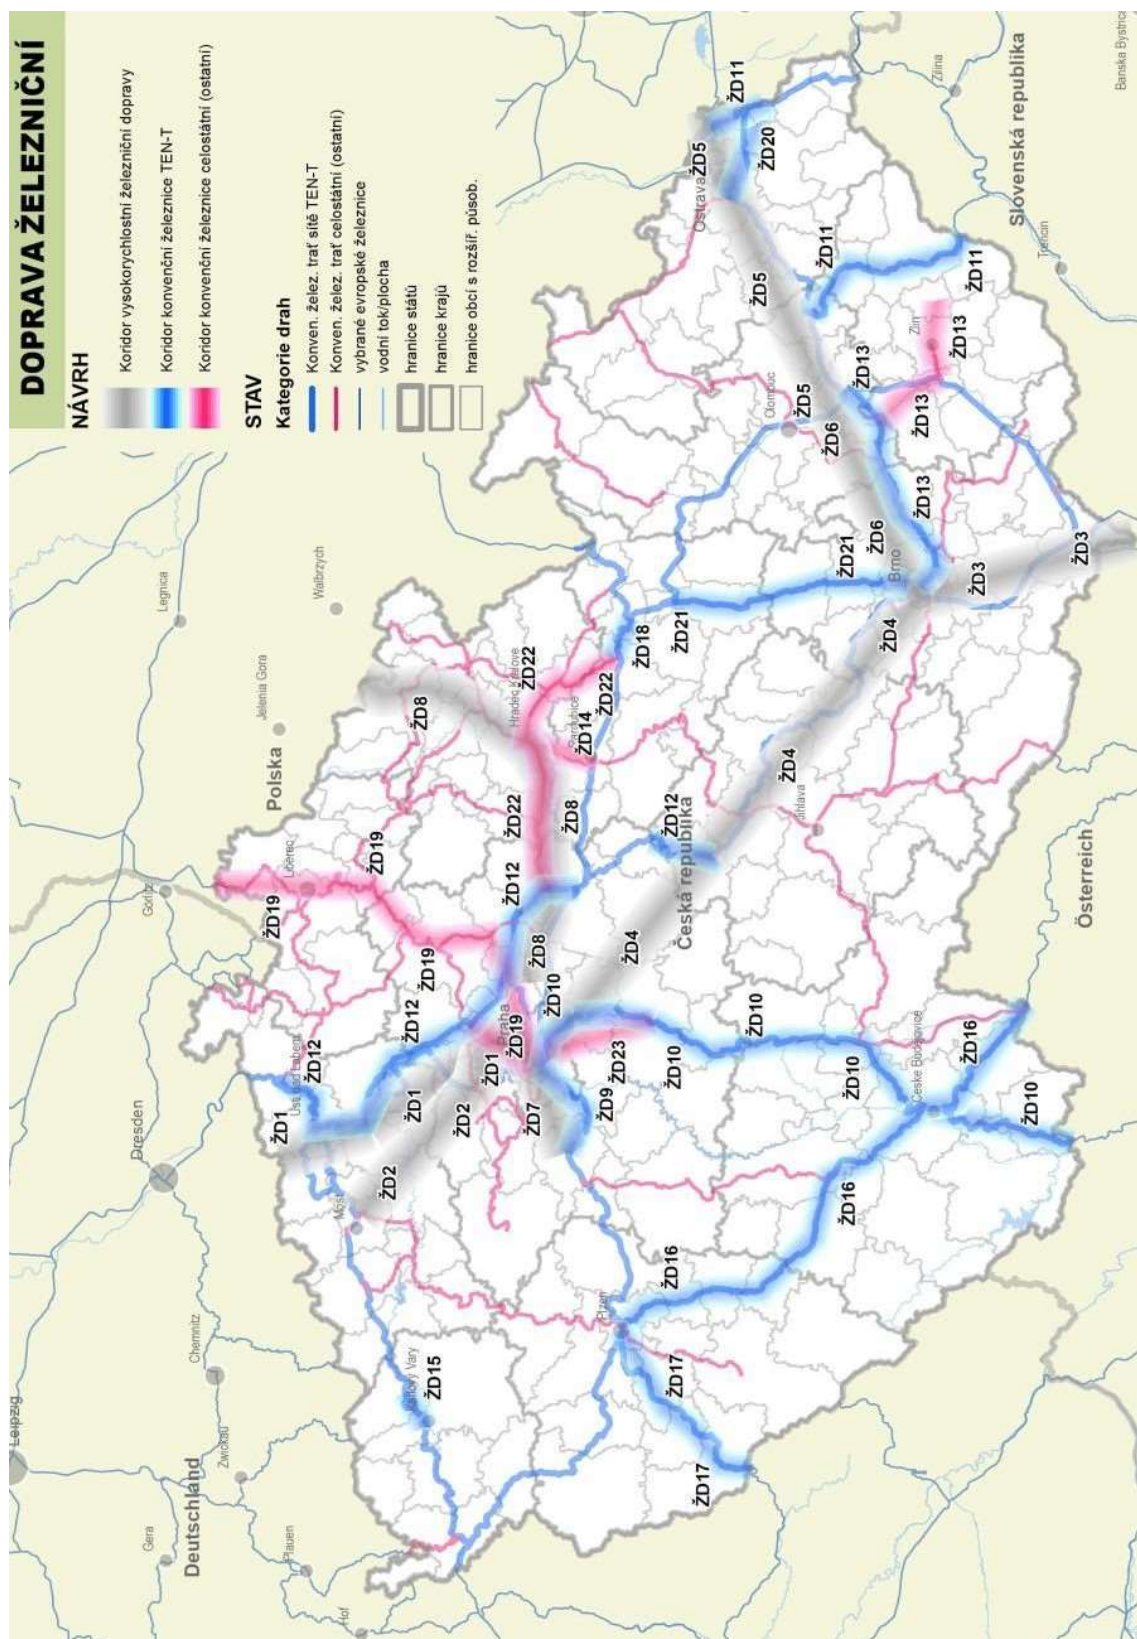 DOPRAVA ŽELEZNIČNÍ
NÁVRH
Koridor vysokorychlostní železniční dopravy
Koridor konvenční železnice TEN-T
Koridor konvenční železnice celostátní (ostatní)
STAV
Kategorie drah
Konven. želez. trať sítě TEN-T
Konven. želez. trať celostátní (ostatní)
vybrané evropské železnice
vodní tok/plocha
hranice států
hranice krajů
hranice obcí s rozšíř. působ.
Leipzig
Gera
Deutschland
Zwickau
Chemnitz
Plauen
Hof
Dresden
Görlitz
Polska
Jelenia Gora
Legnica
Walbrzych
Liberec
ŽD19
ŽD19
ŽD19
ŽD1
Ústí nad Labem
ŽD12
ŽD12
ŽD1
Most
ŽD2
ŽD2
ŽD1
Praha
ŽD19
ŽD7
ŽD10
ŽD8
ŽD12
ŽD22
ŽD8
ŽD8
Hradec Králové
ŽD22
Pardubice
ŽD14
ŽD22
ŽD18
ŽD21
ŽD21
Karlovy Vary
ŽD15
Plzen
ŽD16
ŽD17
ŽD17
ŽD9
ŽD23
ŽD10
ŽD10
ŽD10
ŽD16
České Budějovice
ŽD16
ŽD10
ŽD4
Česká republika
ŽD12
ŽD4
Jihlava
ŽD4
Brno
ŽD3
ŽD3
ŽD6
ŽD6
ŽD13
ŽD13
ŽD13
Zlín
ŽD13
Olomouc
ŽD5
ŽD5
ŽD5
Ostrava
ŽD11
ŽD20
ŽD11
ŽD11
Österreich
Slovenská republika
Žilina
Trencin
Banska Bystrica